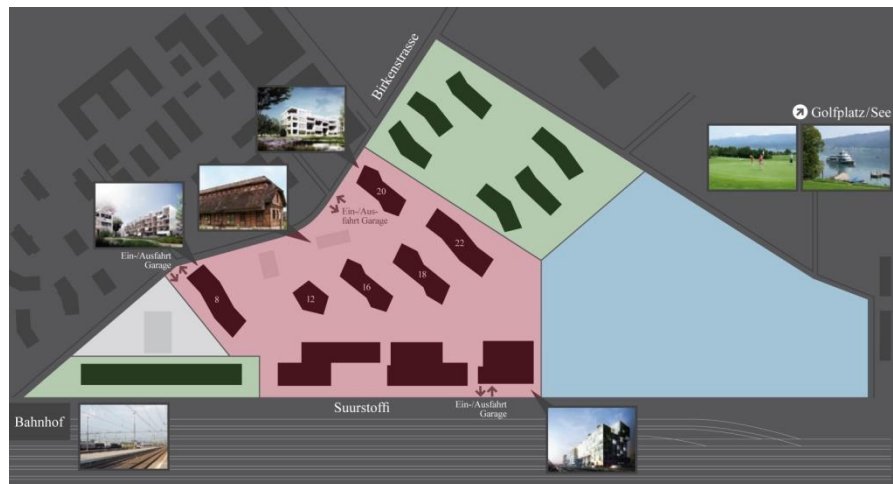 Birkenstrasse
Golfplatz/See
20
Ein-/Aus-
fahrt Garage
22
Ein-/Ausfahrt
Garage
18
16
12
8
Suurstoffi
Ein-/Ausfahrt
Garage
Bahnhof